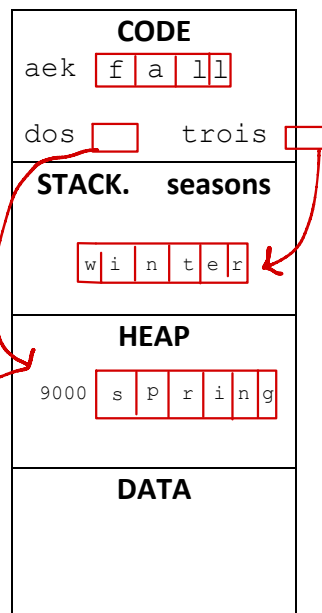 CODE
aek f a l l
dos trois
STACK. seasons
w i n t e r
HEAP
9000 s p r i n g
DATA